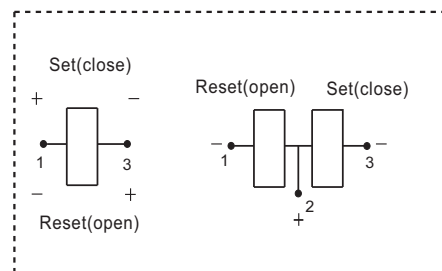 Set(close)
+ −
1 3
− +
Reset(open)
Reset(open) Set(close)
− 1 3 −
2
+